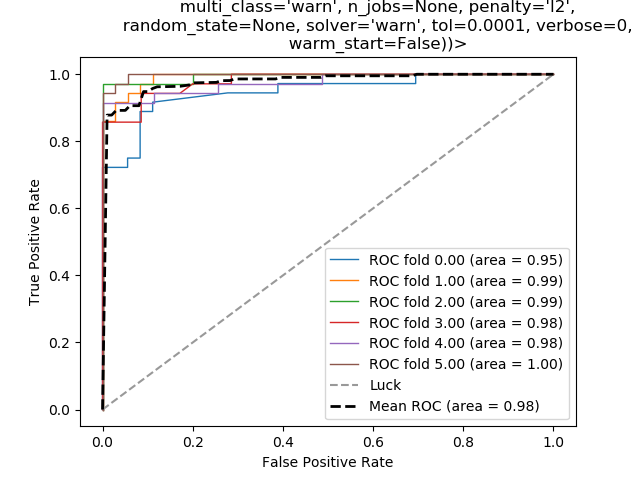 multi_class='warn', n_jobs=None, penalty='l2',
random_state=None, solver='warn', tol=0.0001, verbose=0,
warm_start=False))>
1.0
0.8
0.6
0.4
0.2
0.0
True Positive Rate
ROC fold 0.00 (area = 0.95)
ROC fold 1.00 (area = 0.99)
ROC fold 2.00 (area = 0.99)
ROC fold 3.00 (area = 0.98)
ROC fold 4.00 (area = 0.98)
ROC fold 5.00 (area = 1.00)
Luck
Mean ROC (area = 0.98)
0.0 0.2 0.4 0.6 0.8 1.0
False Positive Rate